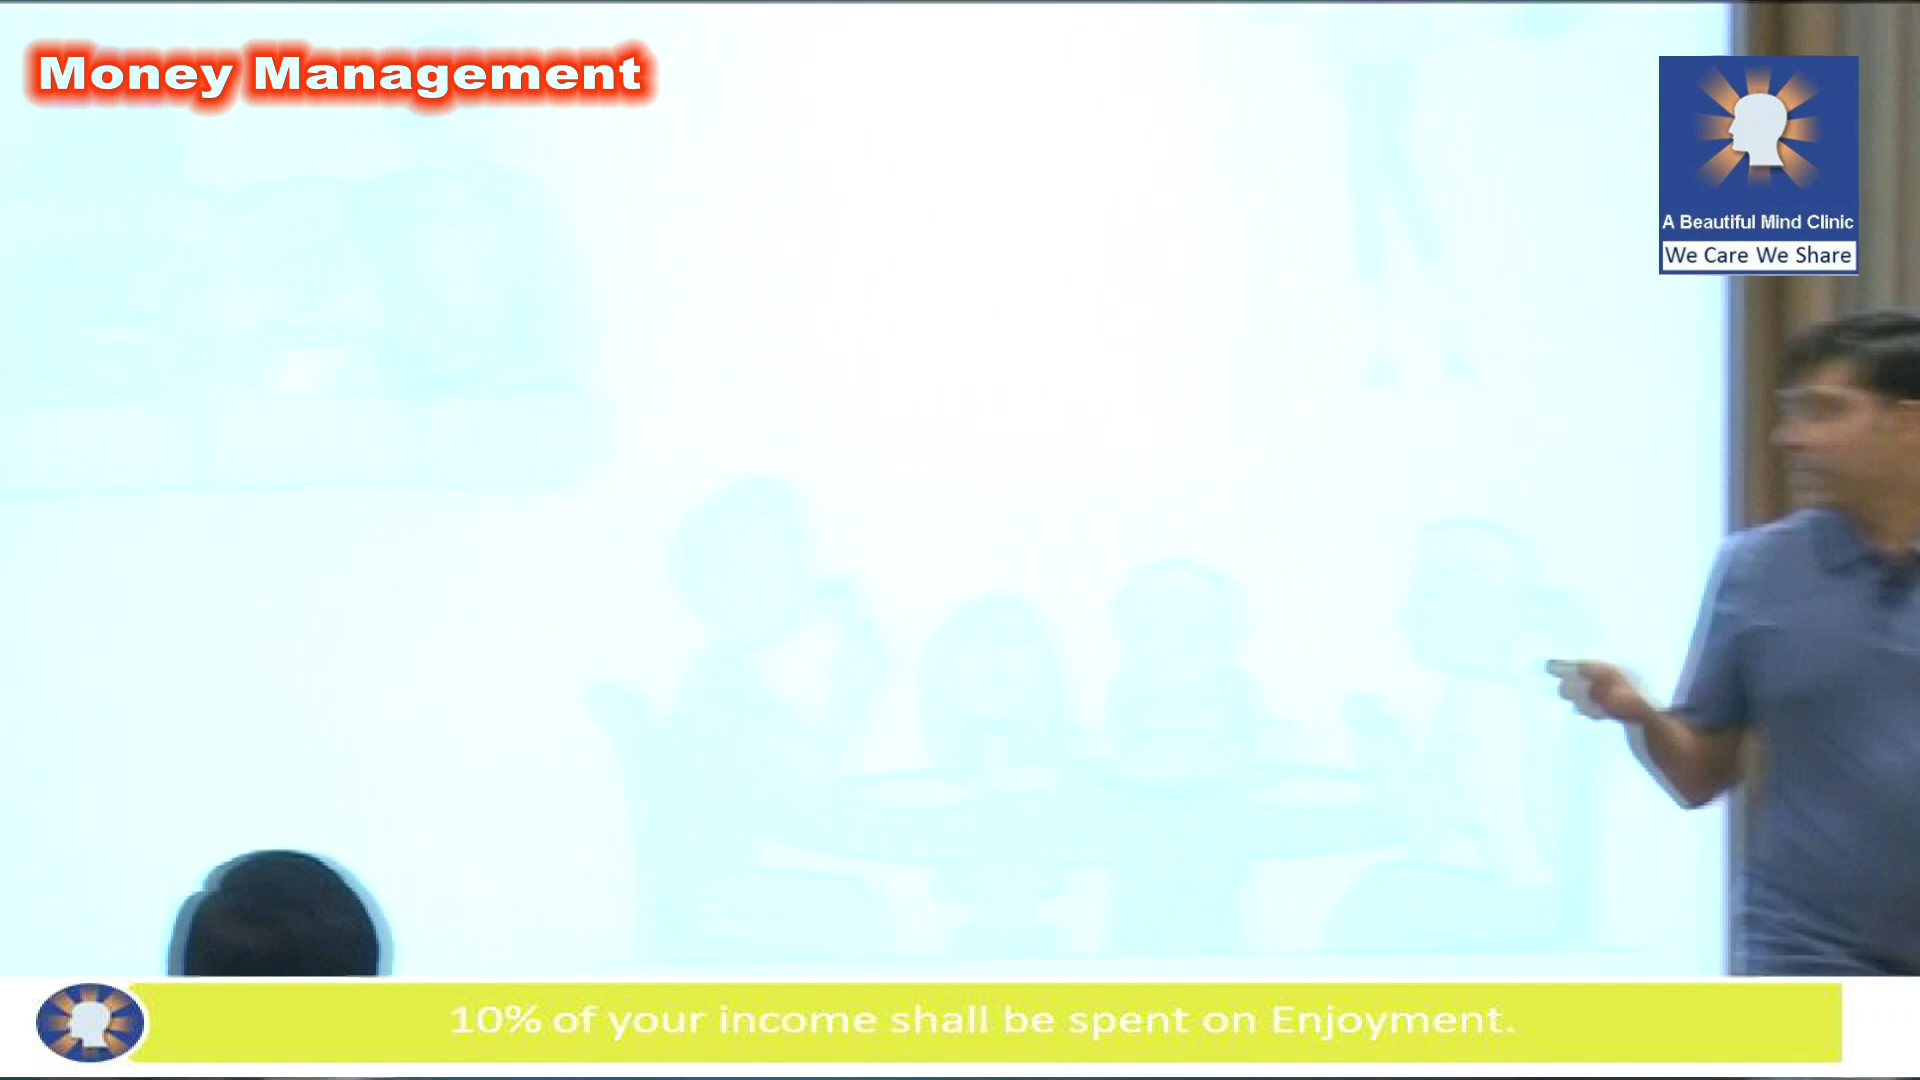 Money Management
A Beautiful Mind Clinic
We Care We Share
10% of your income shall be spent on Enjoyment.